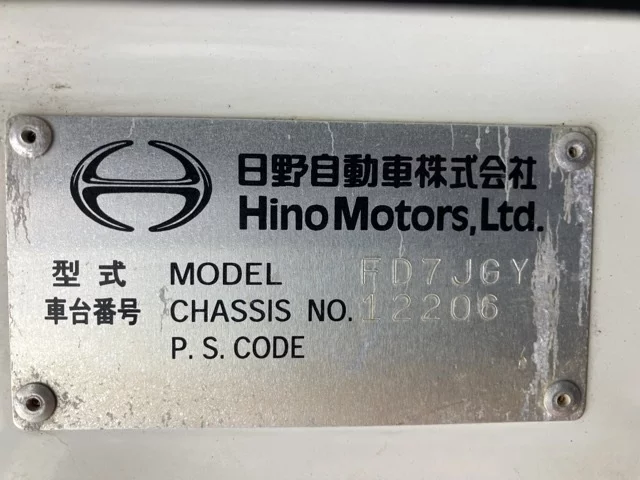 日野自動車株式会社
Hino Motors, Ltd.
型式 MODEL FD7JGY
車台番号 CHASSIS NO. 12206
P. S. CODE